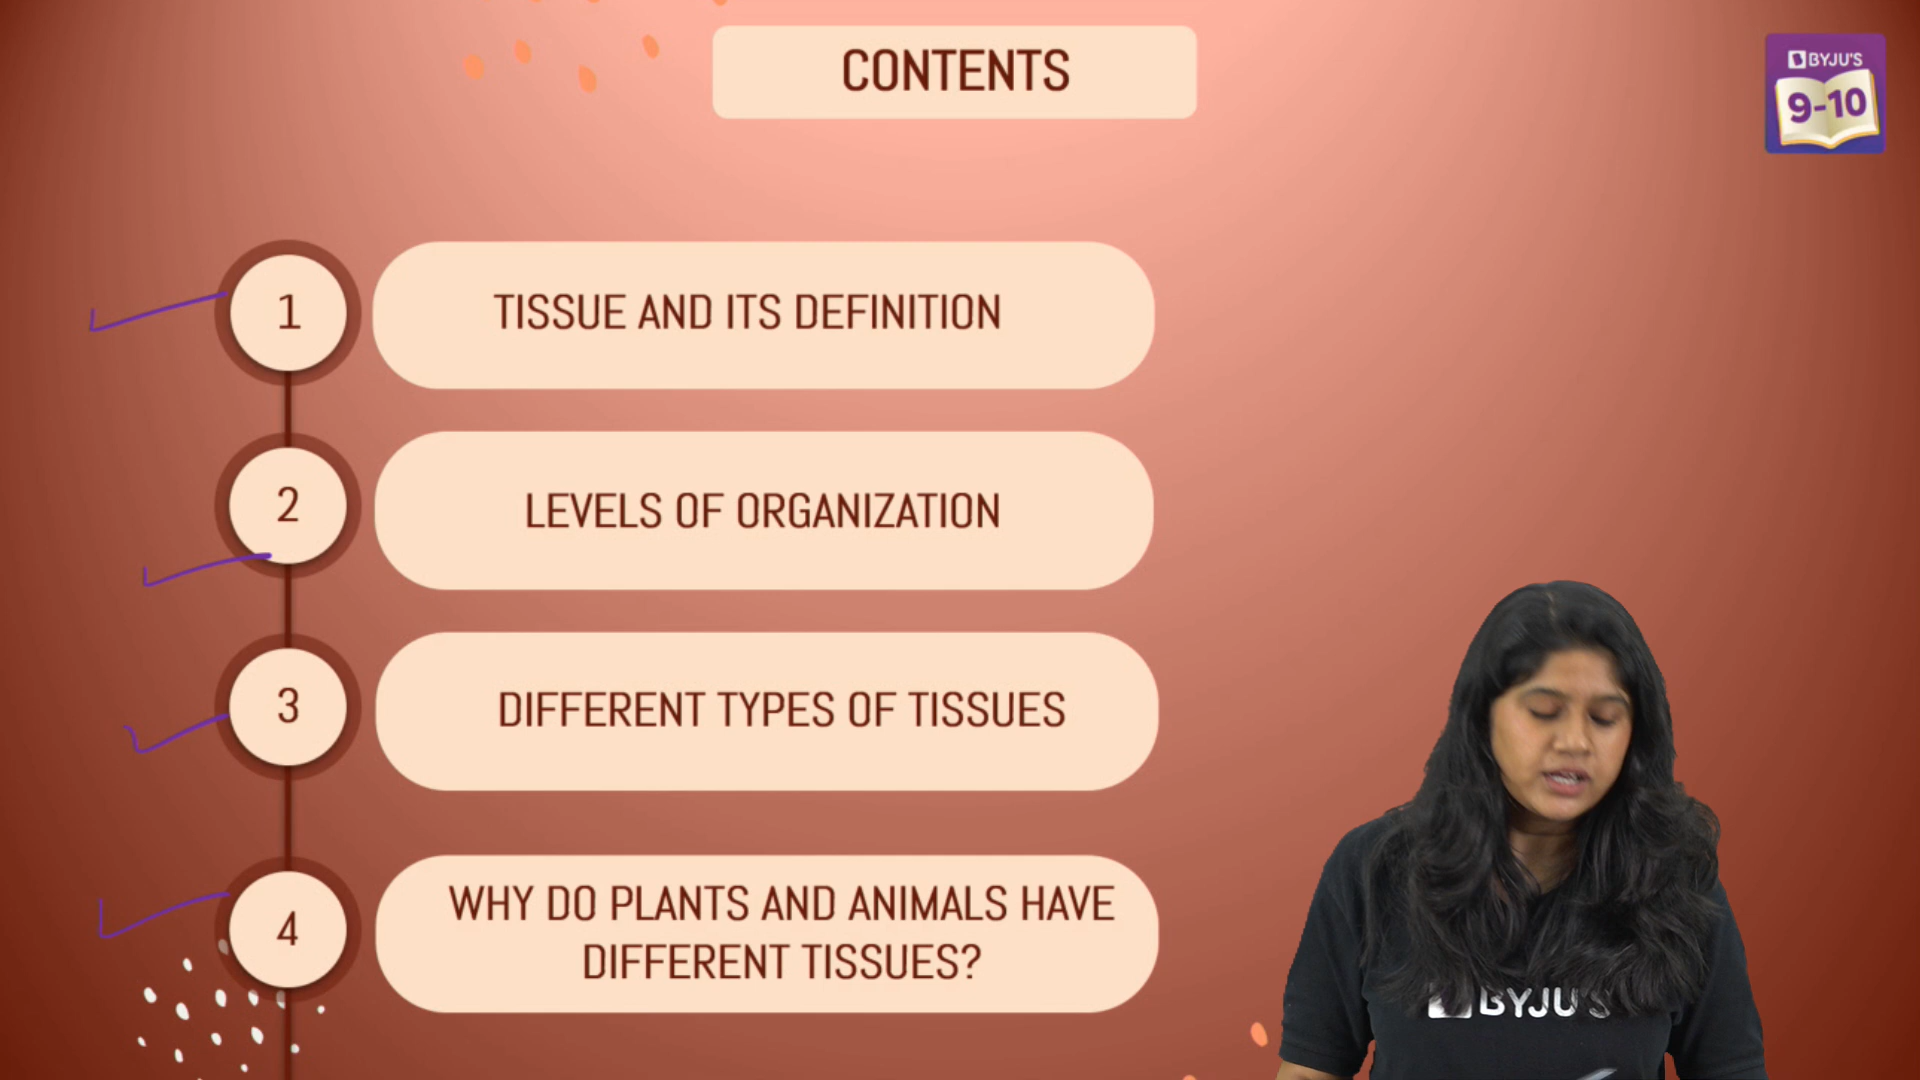 CONTENTS
BYJU'S
9-10
1
TISSUE AND ITS DEFINITION
2
LEVELS OF ORGANIZATION
3
DIFFERENT TYPES OF TISSUES
4
WHY DO PLANTS AND ANIMALS HAVE
DIFFERENT TISSUES?
BYJU'S